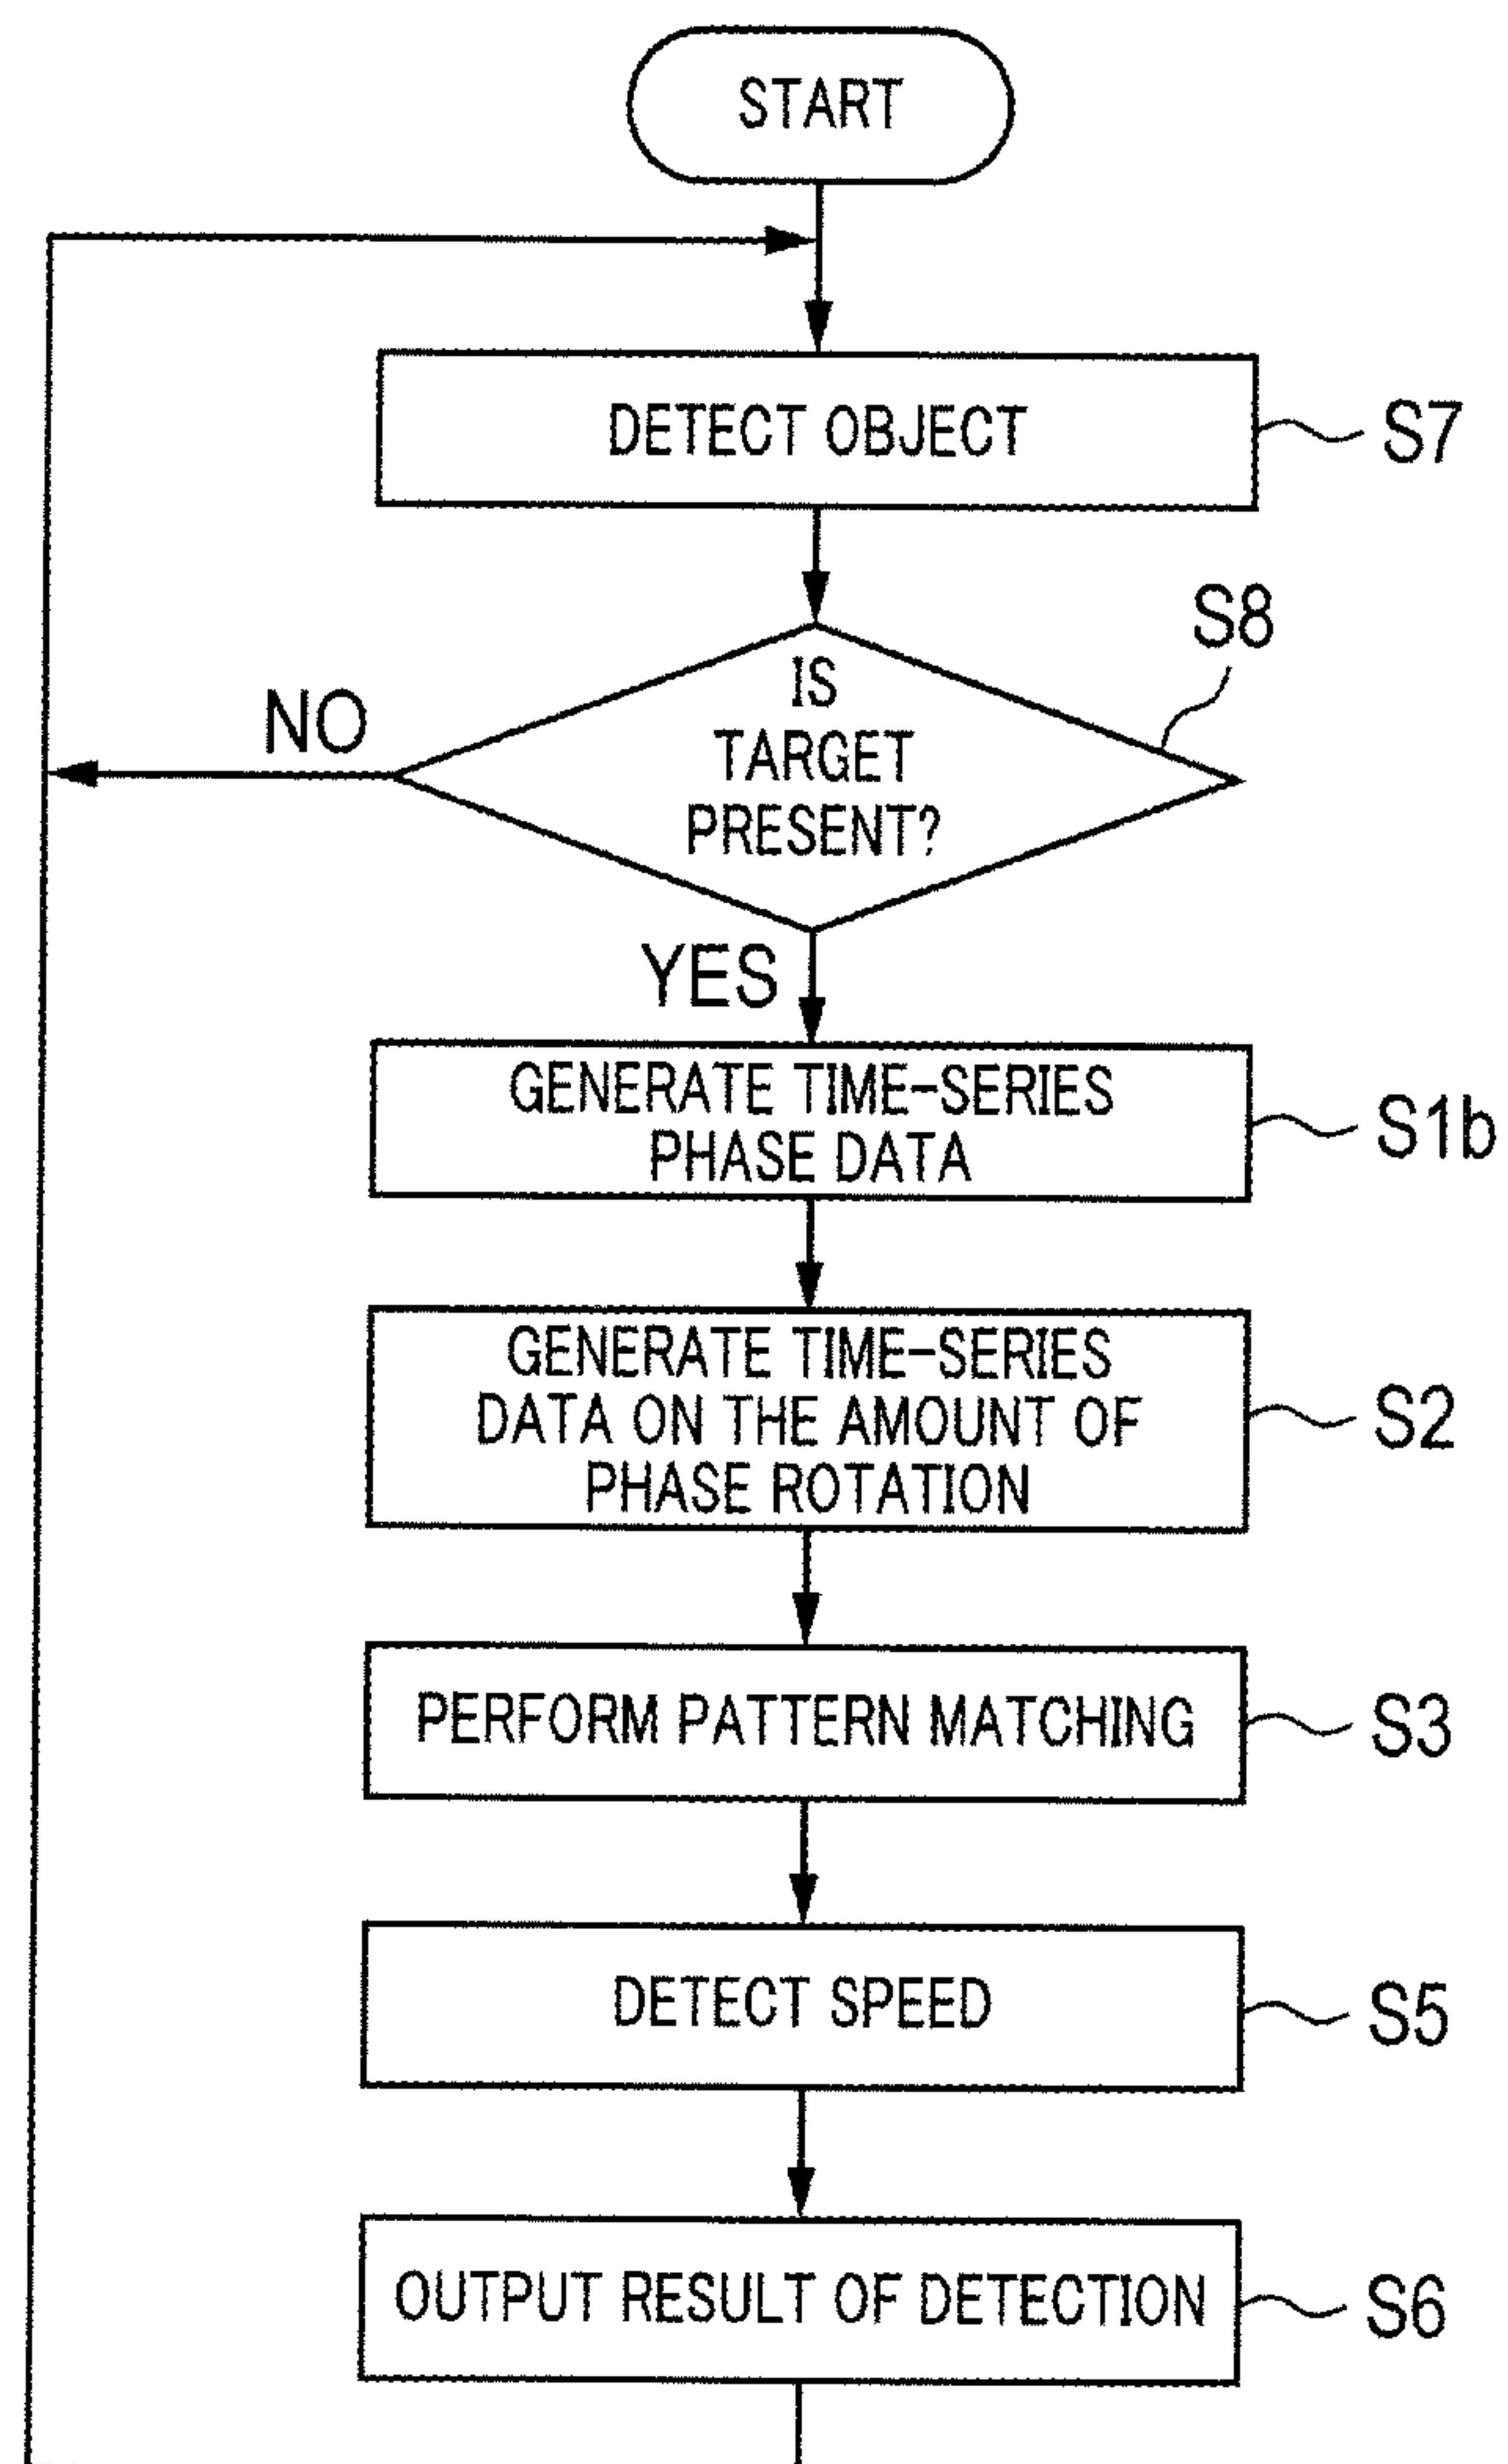 START
DETECT OBJECT
S7
S8
IS
TARGET
PRESENT?
NO
YES
GENERATE TIME-SERIES
PHASE DATA
S1b
GENERATE TIME-SERIES
DATA ON THE AMOUNT OF
PHASE ROTATION
S2
PERFORM PATTERN MATCHING
S3
DETECT SPEED
S5
OUTPUT RESULT OF DETECTION
S6